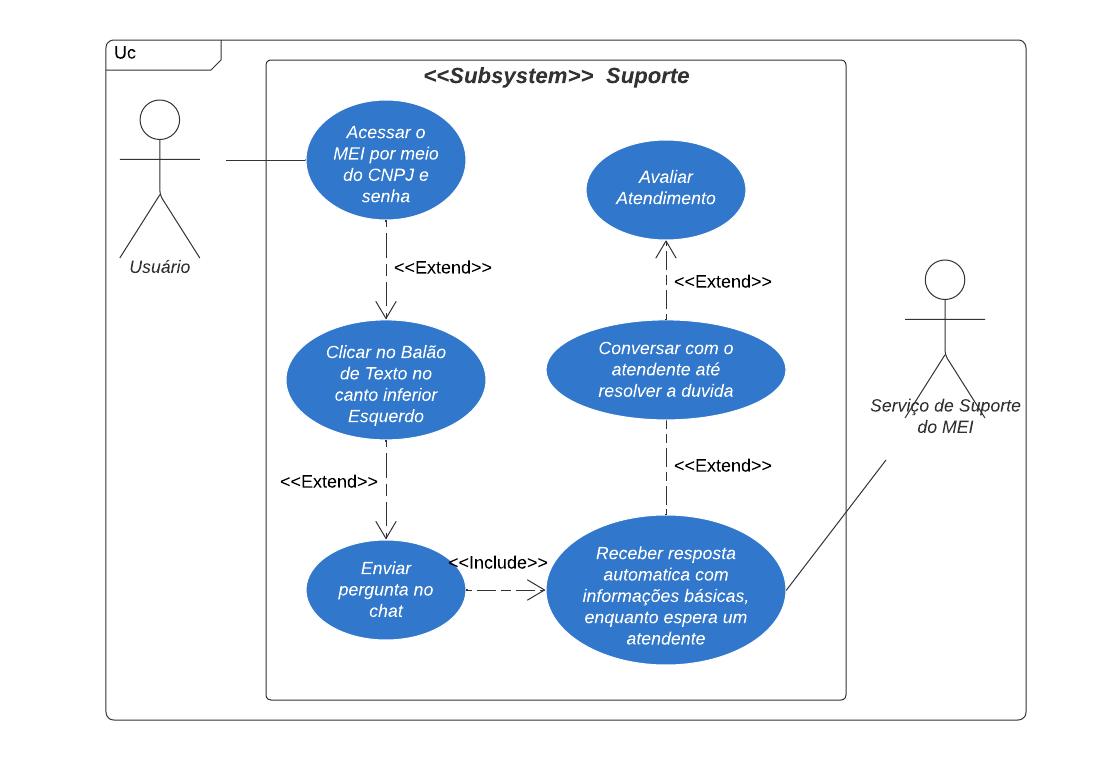 Uc
<<Subsystem>> Suporte
Usuário
Acessar o
MEI por meio
do CNPJ e
senha
<<Extend>>
Clicar no Balão
de Texto no
canto inferior
Esquerdo
<<Extend>>
Enviar
pergunta no
chat
<<Include>>
Receber resposta
automatica com
informações básicas,
enquanto espera um
atendente
<<Extend>>
Conversar com o
atendente até
resolver a duvida
<<Extend>>
Avaliar
Atendimento
Serviço de Suporte
do MEI